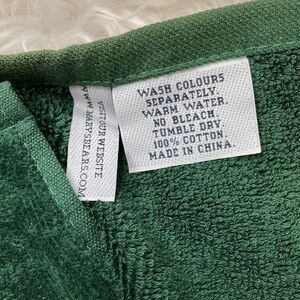 WASH COLOURS
SEPARATELY.
WARM WATER.
NO BLEACH.
TUMBLE DRY.
100% COTTON.
MADE IN CHINA.
VISIT OUR WEBSITE
WWW.MARYSBEARS.COM